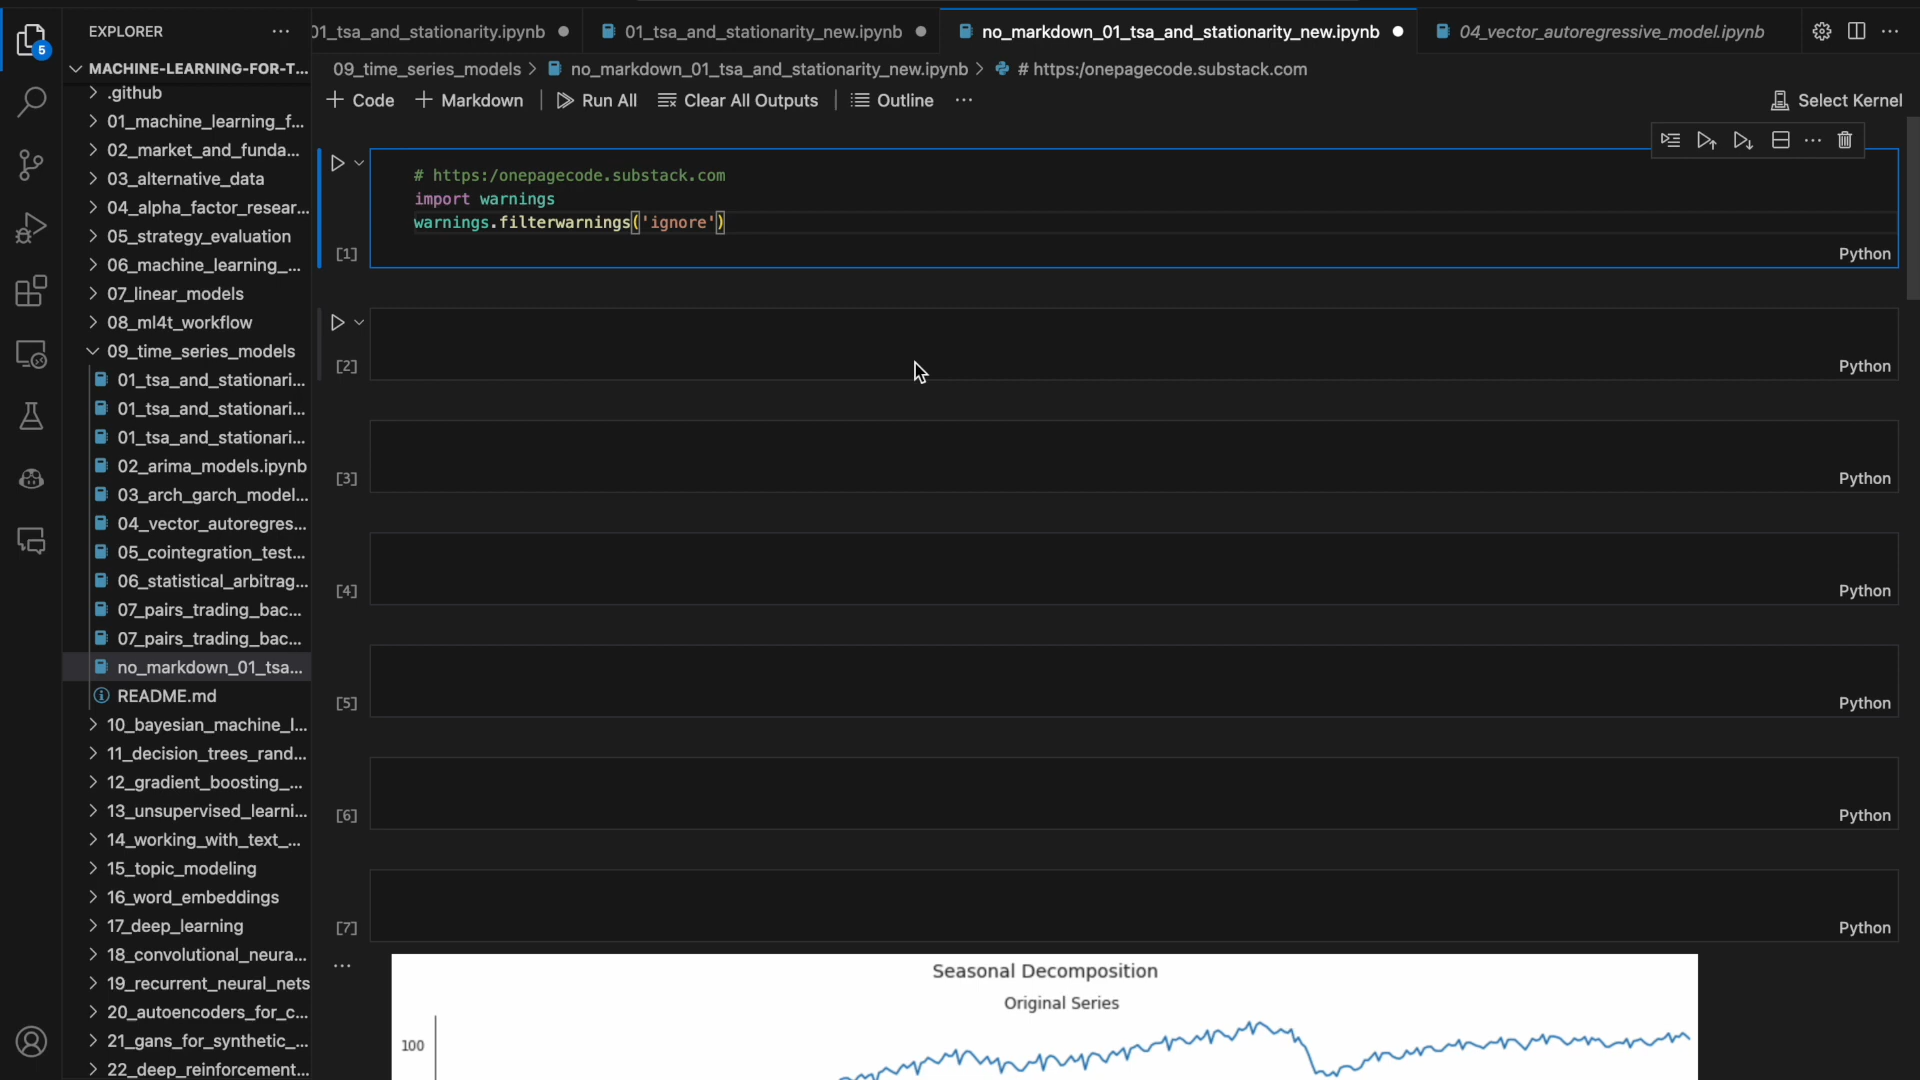 5
EXPLORER
MACHINE-LEARNING-FOR-T...
.github
01_machine_learning_f...
02_market_and_funda...
03_alternative_data
04_alpha_factor_resear...
05_strategy_evaluation
06_machine_learning_...
07_linear_models
08_ml4t_workflow
09_time_series_models
01_tsa_and_stationari...
01_tsa_and_stationari...
01_tsa_and_stationari...
02_arima_models.ipynb
03_arch_garch_model...
04_vector_autoregres...
05_cointegration_test...
06_statistical_arbitrag...
07_pairs_trading_bac...
07_pairs_trading_bac...
no_markdown_01_tsa...
README.md
10_bayesian_machine_l...
11_decision_trees_rand...
12_gradient_boosting_...
13_unsupervised_learni...
14_working_with_text_...
15_topic_modeling
16_word_embeddings
17_deep_learning
18_convolutional_neura...
19_recurrent_neural_nets
20_autoencoders_for_c...
21_gans_for_synthetic_...
22_deep_reinforcement...
01_tsa_and_stationarity.ipynb
01_tsa_and_stationarity_new.ipynb
no_markdown_01_tsa_and_stationarity_new.ipynb
04_vector_autoregressive_model.ipynb
09_time_series_models > no_markdown_01_tsa_and_stationarity_new.ipynb > # https:/onepagecode.substack.com
+ Code + Markdown Run All Clear All Outputs Outline ...
Select Kernel
# https:/onepagecode.substack.com
import warnings
warnings.filterwarnings('ignore')
[1] Python
[2] Python
[3] Python
[4] Python
[5] Python
[6] Python
[7] Python
Seasonal Decomposition
Original Series
100